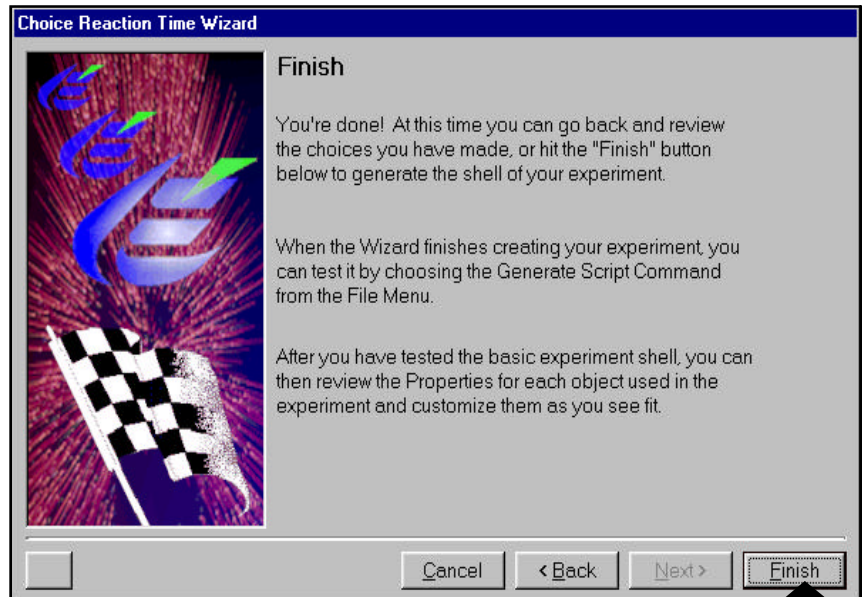 Choice Reaction Time Wizard
Finish
You're done! At this time you can go back and review
the choices you have made, or hit the "Finish" button
below to generate the shell of your experiment.
When the Wizard finishes creating your experiment, you
can test it by choosing the Generate Script Command
from the File Menu.
After you have tested the basic experiment shell, you can
then review the Properties for each object used in the
experiment and customize them as you see fit.
Cancel
< Back
Next >
Finish